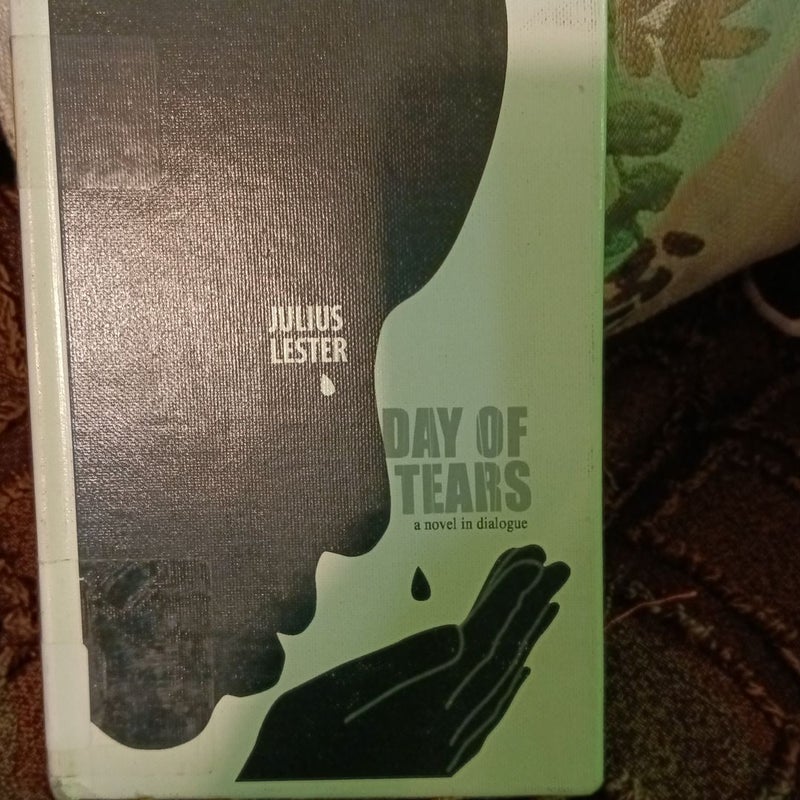 JULIUS
LESTER
DAY OF
TEARS
a novel in dialogue